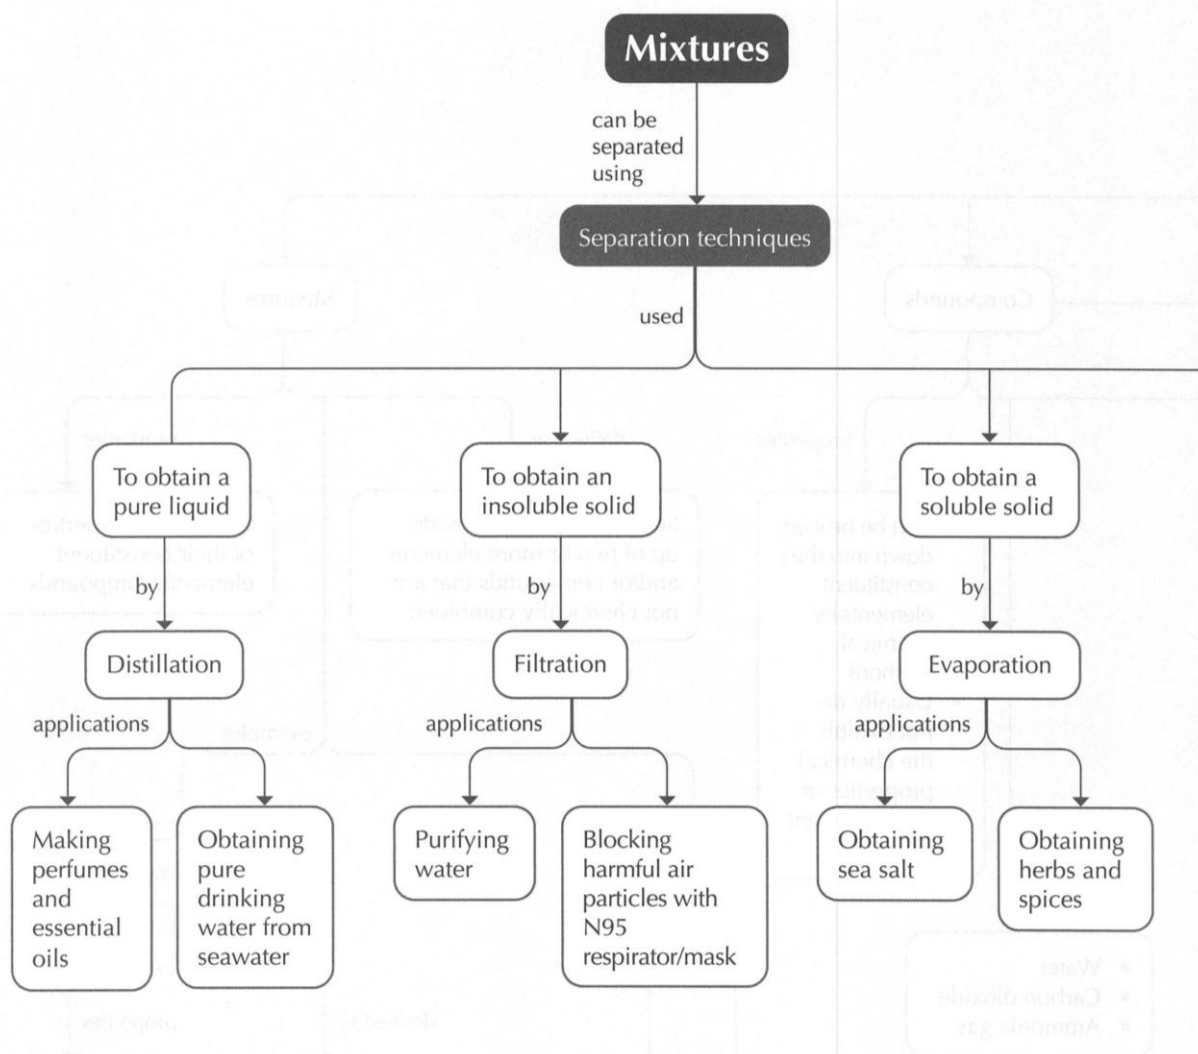 Mixtures
can be
separated
using
Separation techniques
used
To obtain a
pure liquid
by
Distillation
applications
Making
perfumes
and
essential
oils
Obtaining
pure
drinking
water from
seawater
To obtain an
insoluble solid
by
Filtration
applications
Purifying
water
Blocking
harmful air
particles with
N95
respirator/mask
To obtain a
soluble solid
by
Evaporation
applications
Obtaining
sea salt
Obtaining
herbs and
spices